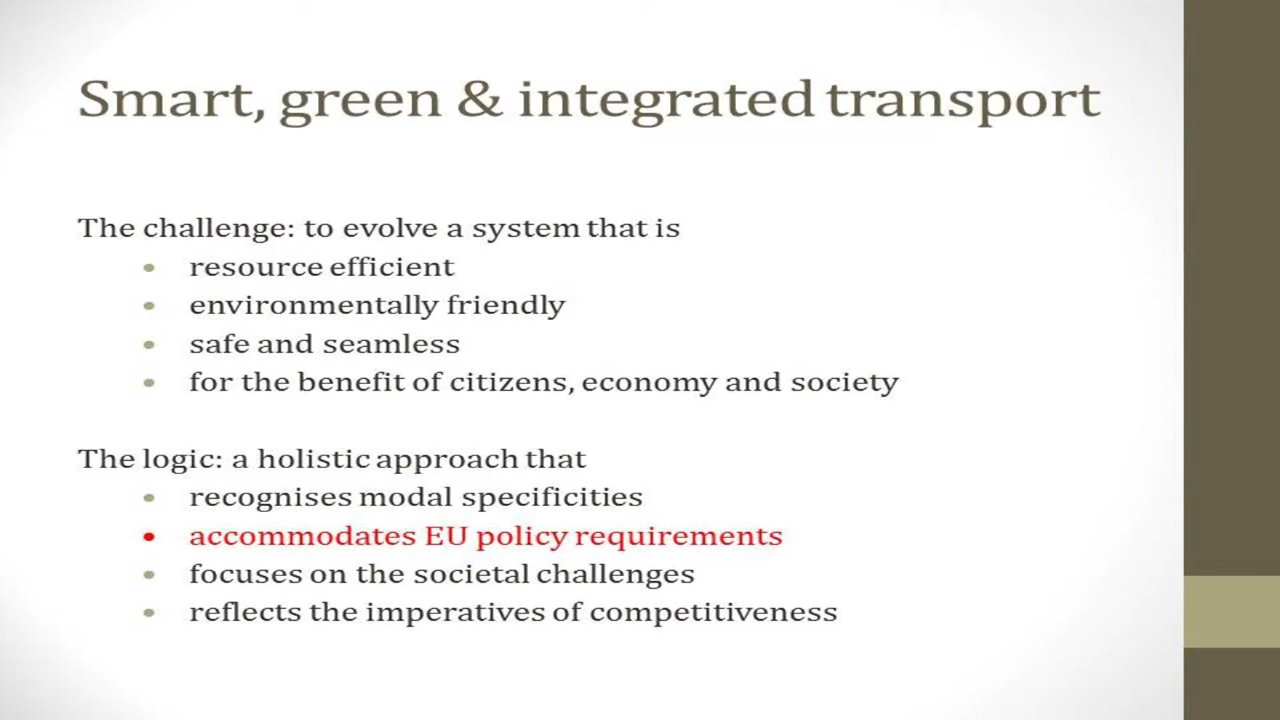 Smart, green & integrated transport
The challenge: to evolve a system that is
• resource efficient
• environmentally friendly
• safe and seamless
• for the benefit of citizens, economy and society
The logic: a holistic approach that
• recognises modal specificities
• accommodates EU policy requirements
• focuses on the societal challenges
• reflects the imperatives of competitiveness